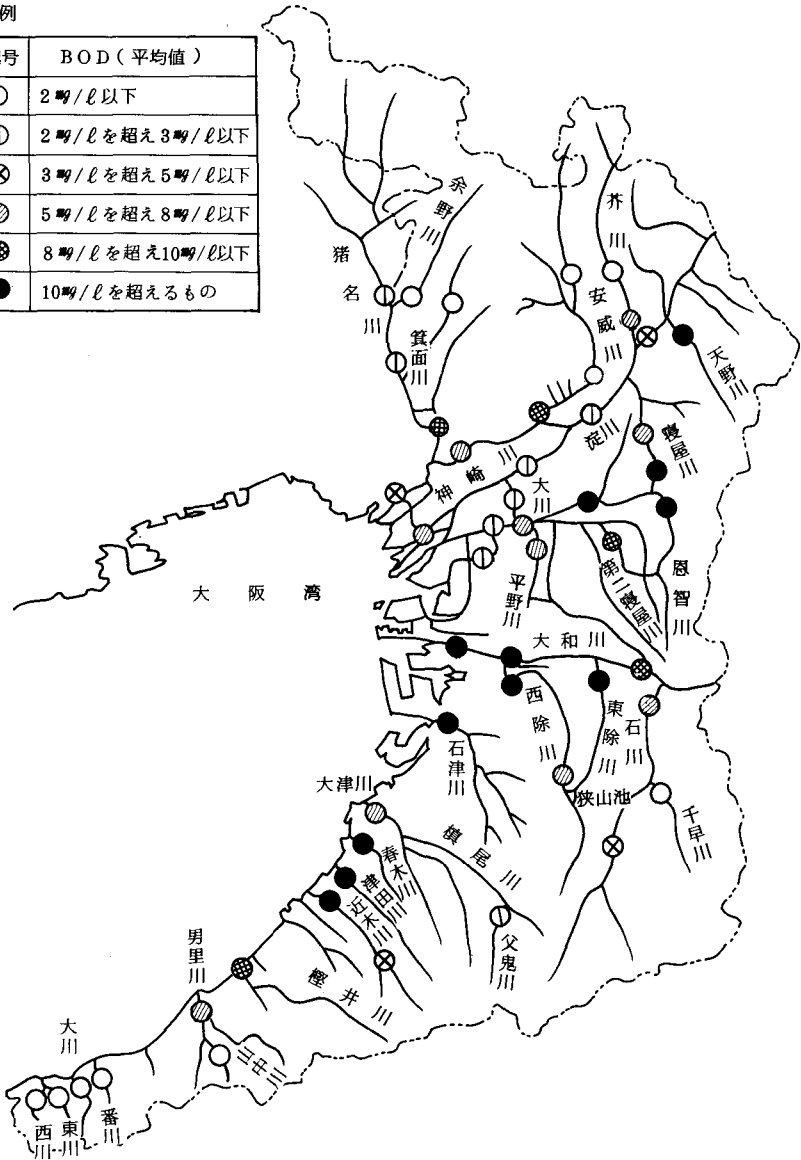 例
号 BOD(平均値)
2㎎/ℓ以下
2㎎/ℓを超え3㎎/ℓ以下
3㎎/ℓを超え5㎎/ℓ以下
5㎎/ℓを超え8㎎/ℓ以下
8㎎/ℓを超え10㎎/ℓ以下
10㎎/ℓを超えるもの
余野川
芥川
猪名川
安威川
箕面川
天野川
淀川
寝屋川
神崎川
大川
大阪湾
平野川
第二寝屋川
恩智川
大和川
西除川
東除川
石川
石津川
大津川
狭山池
千早川
槙尾川
春木川
津田川
近木川
父鬼川
男里川
樫井川
大川
山中川
番川
東川
西川